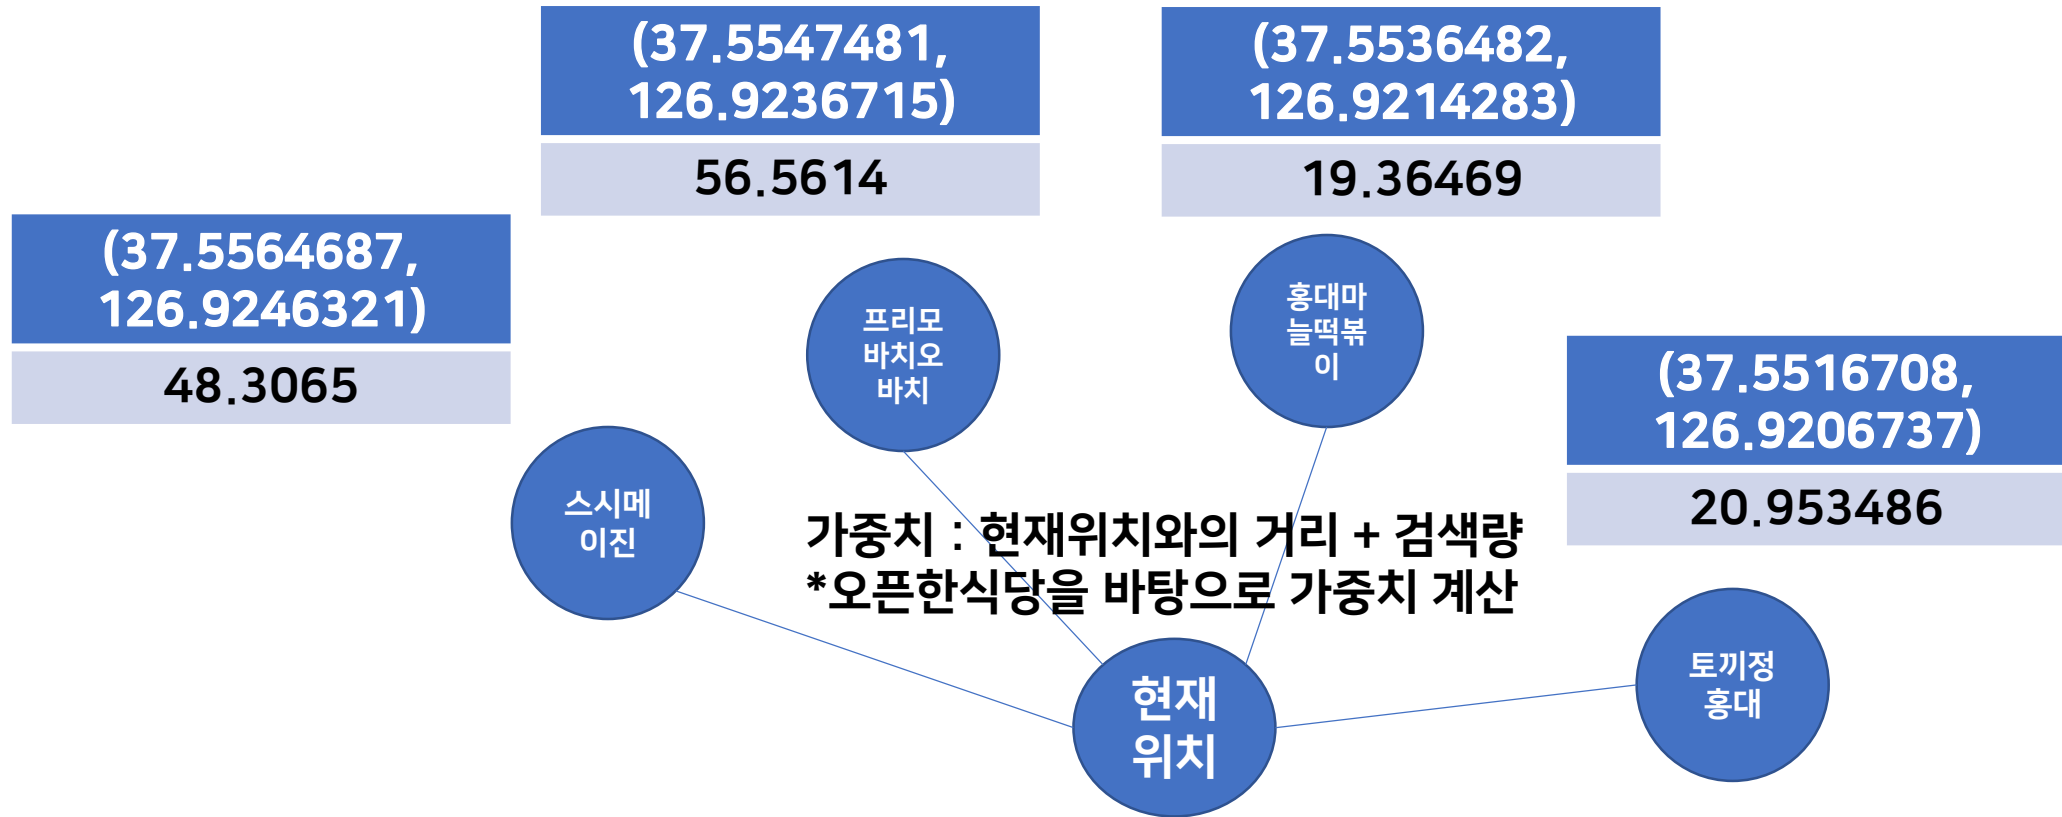 (37.5547481,
126.9236715)
56.5614
(37.5536482,
126.9214283)
19.36469
(37.5564687,
126.9246321)
48.3065
(37.5516708,
126.9206737)
20.953486
프리모
바치오
바치
홍대마
늘떡볶
이
스시메
이진
가중치 : 현재위치와의 거리 + 검색량
*오픈한식당을 바탕으로 가중치 계산
토끼정
홍대
현재
위치